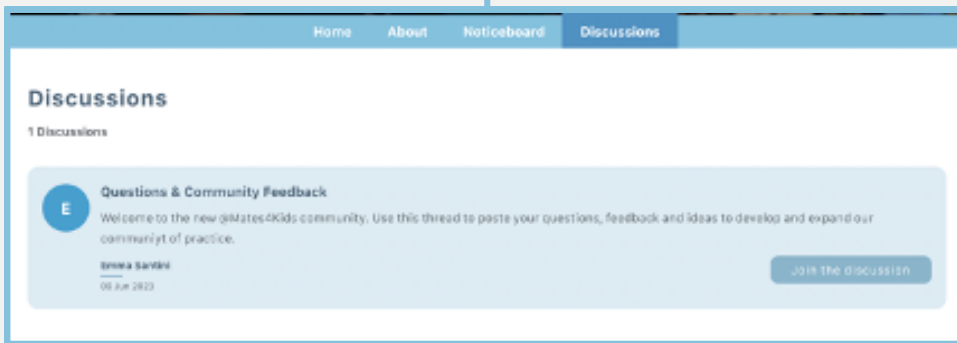 Home About Noticeboard Discussions
Discussions
1 Discussions
E
Questions & Community Feedback
Welcome to the new @Mates4Kids community. Use this thread to poste your questions, feedback and ideas to develop and expand our
communiyt of practice.
Emma Santini
Join the discussion
Jun 2023